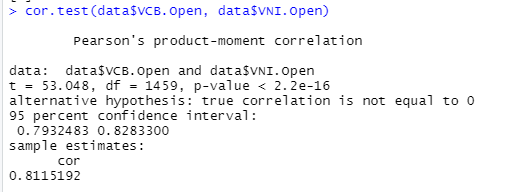 > cor.test(data$VCB.Open, data$VNI.Open)
Pearson's product-moment correlation
data:  data$VCB.Open and data$VNI.Open
t = 53.048, df = 1459, p-value < 2.2e-16
alternative hypothesis: true correlation is not equal to 0
95 percent confidence interval:
0.7932483 0.8283300
sample estimates:
cor
0.8115192